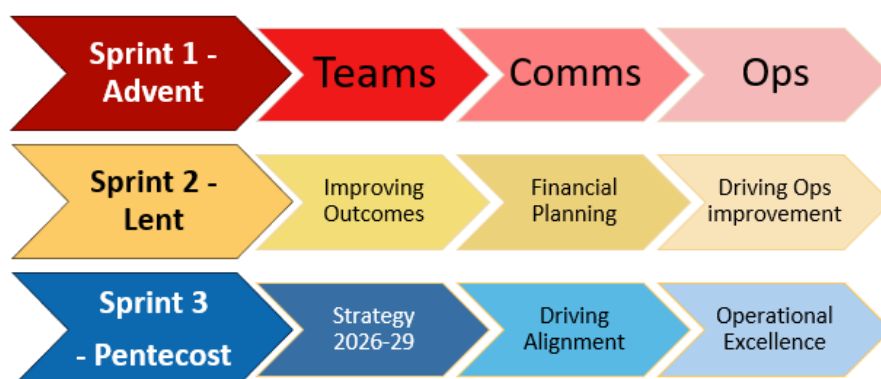 Sprint 1 -
Advent
Teams
Comms
Ops
Sprint 2 -
Lent
Improving
Outcomes
Financial
Planning
Driving Ops
improvement
Sprint 3
- Pentecost
Strategy
2026-29
Driving
Alignment
Operational
Excellence